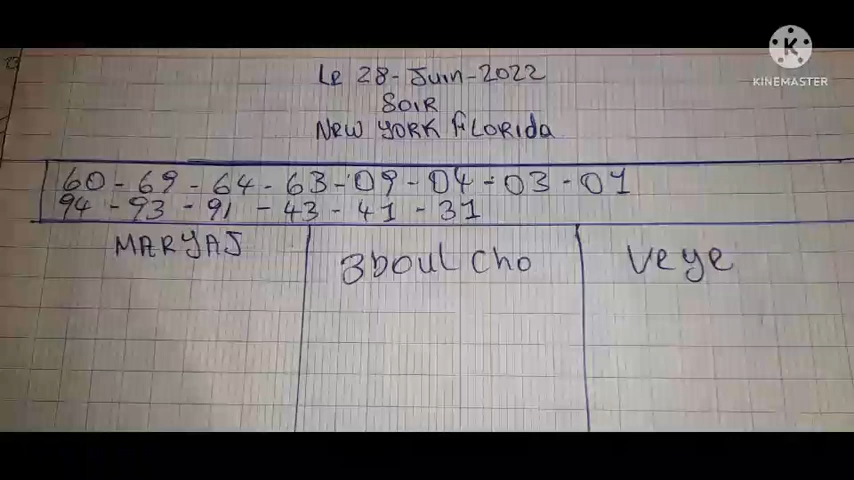 Le 28-Juin-2022
SOIR
NEW YORK FLORIda
60-69-64-63-09-04-03-01
94-93-91-43-41-31
MARYAJ
3boul cho
veye
KINEMASTER